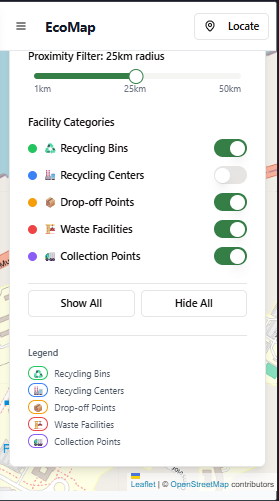 EcoMap
Locate
Proximity Filter: 25km radius
1km 25km 50km
Facility Categories
Recycling Bins
Recycling Centers
Drop-off Points
Waste Facilities
Collection Points
Show All Hide All
Legend
Recycling Bins
Recycling Centers
Drop-off Points
Waste Facilities
Collection Points
Leaflet | © OpenStreetMap contributors